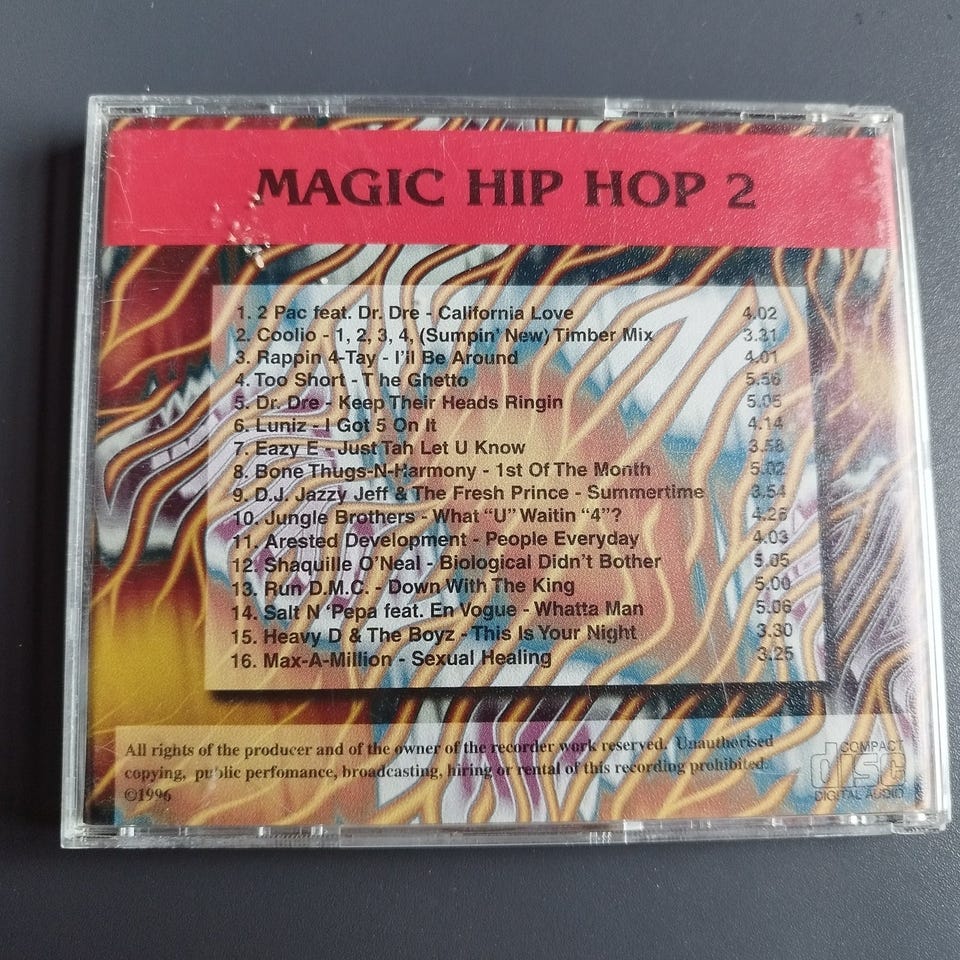 MAGIC HIP HOP 2
1. 2 Pac feat. Dr. Dre - California Love 4.02
2. Coolio - 1, 2, 3, 4, (Sumpin' New) Timber Mix 3.31
3. Rappin 4-Tay - I'il Be Around 4.01
4. Too Short - T he Ghetto 5.56
5. Dr. Dre - Keep Their Heads Ringin 5.05
6. Luniz - I Got 5 On It 4.14
7. Eazy E - Just Tah Let U Know 3.58
8. Bone Thugs-N-Harmony - 1st Of The Month 5.02
9. D.J. Jazzy Jeff & The Fresh Prince - Summertime 3.54
10. Jungle Brothers - What "U" Waitin "4"? 4.26
11. Arested Development - People Everyday 4.03
12. Shaquille O'Neal - Biological Didn't Bother 5.05
13. Run D.M.C. - Down With The King 5.00
14. Salt N 'Pepa feat. En Vogue - Whatta Man 5.06
15. Heavy D & The Boyz - This Is Your Night 3.30
16. Max-A-Million - Sexual Healing 3.25
All rights of the producer and of the owner of the recorder work reserved. Unauthorised
copying, public perfomance, broadcasting, hiring or rental of this recording prohibited.
©1996
COMPACT
disc
DIGITAL AUDIO